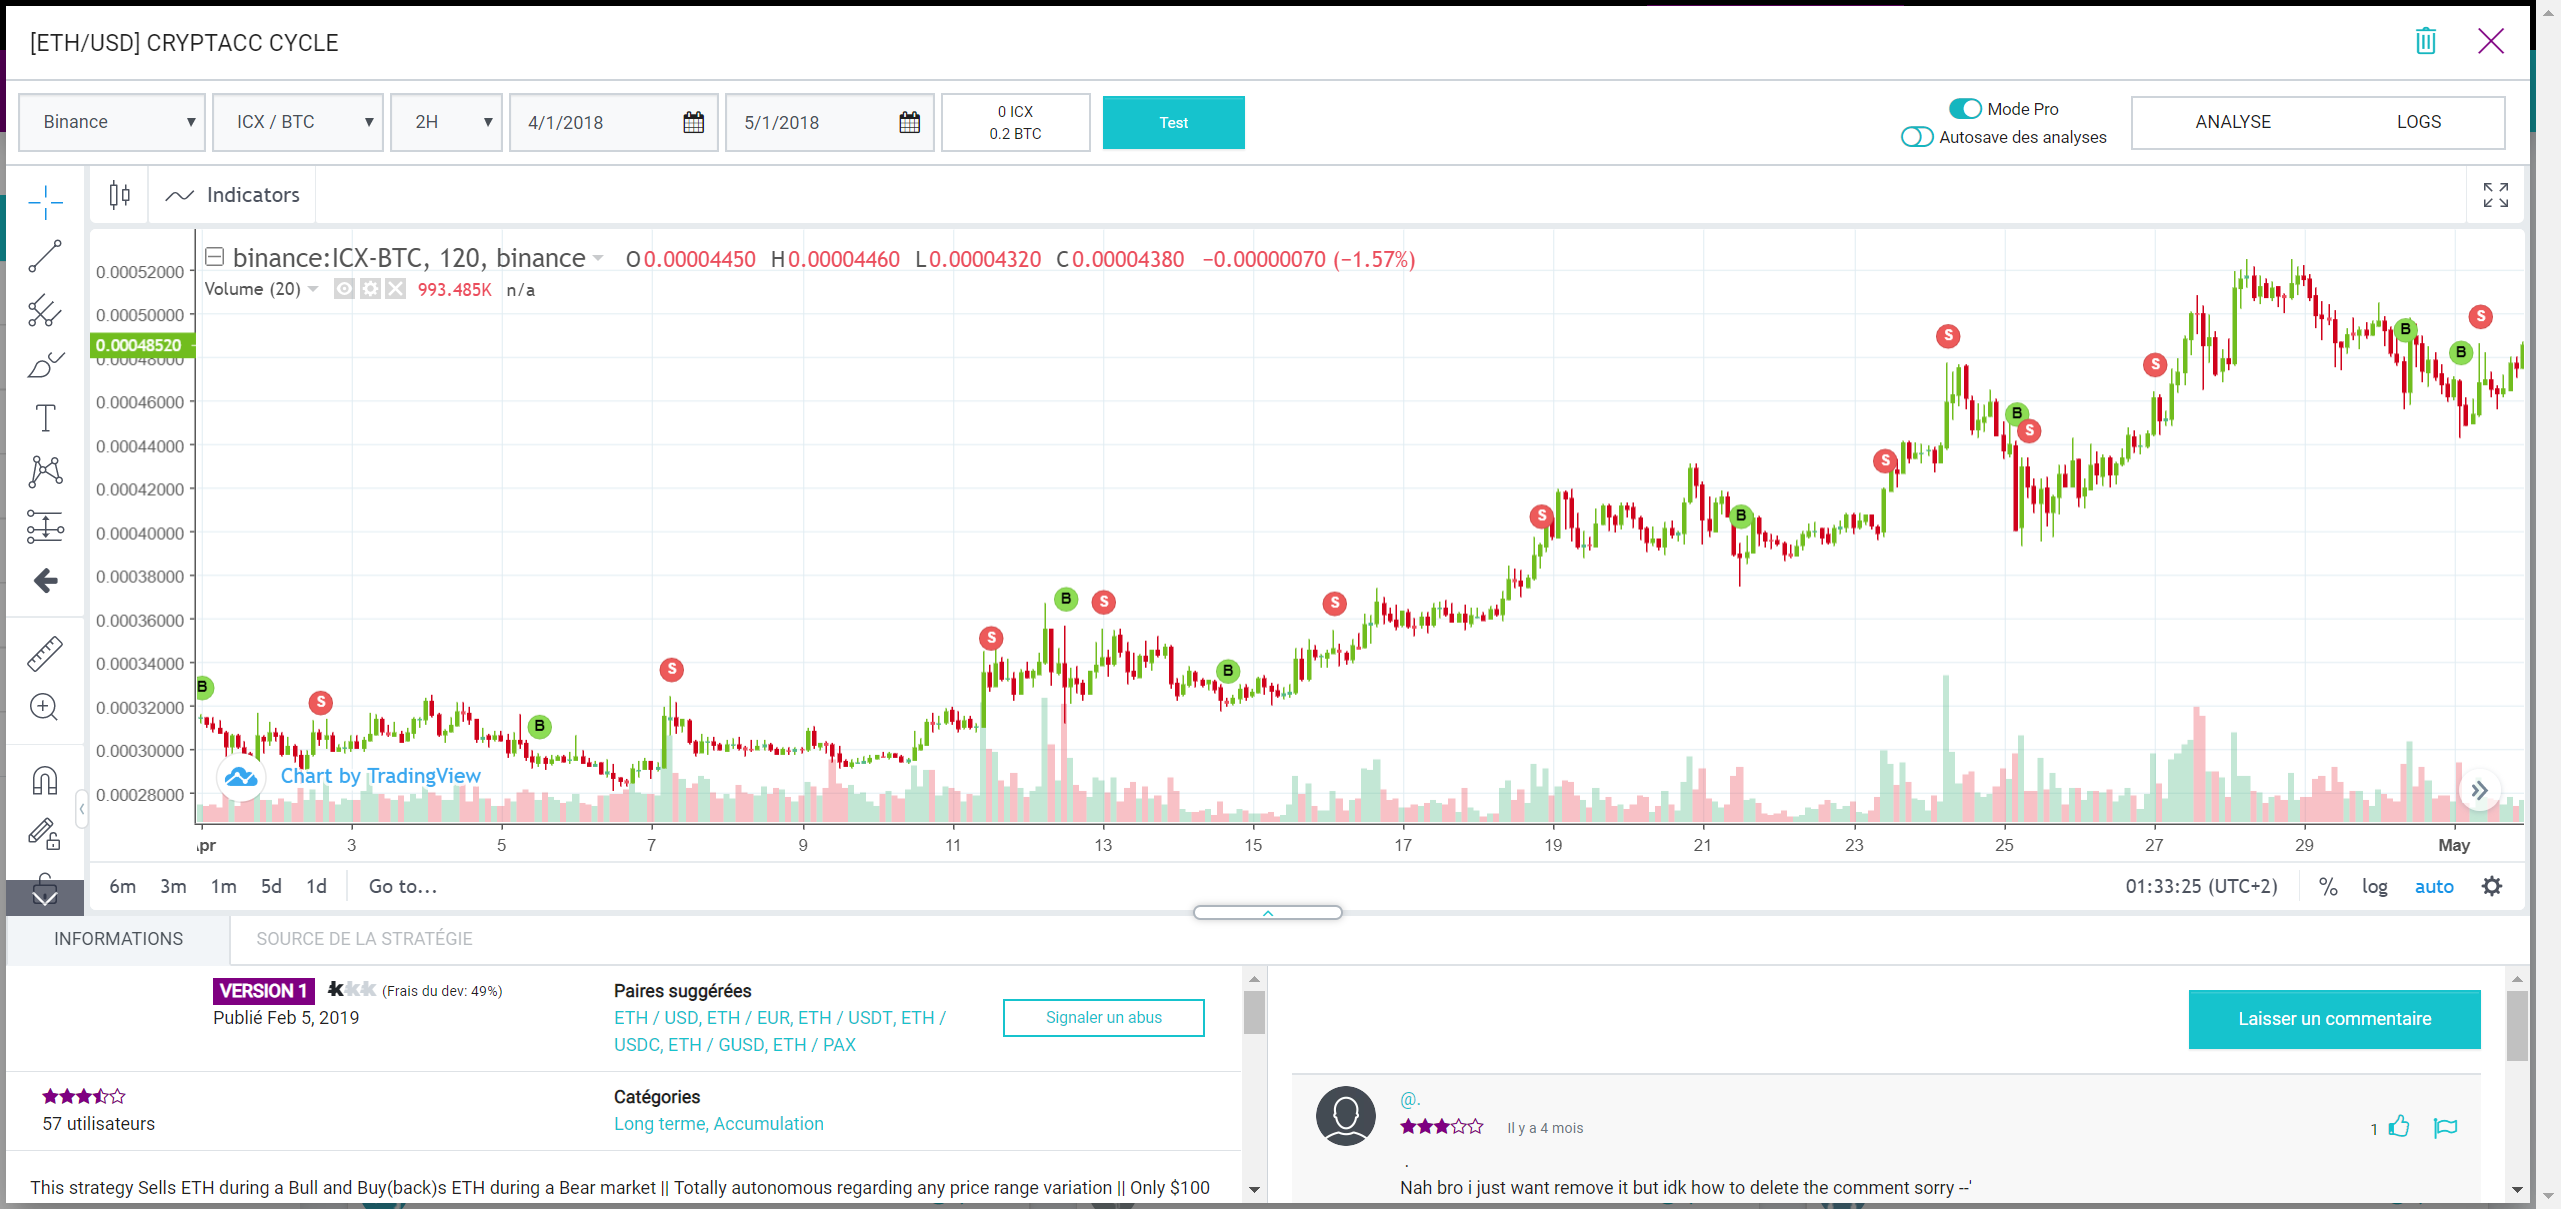 [ETH/USD] CRYPTACC CYCLE
Binance ICX / BTC 2H 4/1/2018 5/1/2018 0 ICX
0.2 BTC
Test
Mode Pro
Autosave des analyses
ANALYSE LOGS
Indicators
binance:ICX-BTC, 120, binance O0.00004450 H0.00004460 L0.00004320 C0.00004380 −0.00000070 (−1.57%)
Volume (20) 993.485K n/a
0.00052000
0.00050000
0.00048520
0.00048000
0.00046000
0.00044000
0.00042000
0.00040000
0.00038000
0.00036000
0.00034000
0.00032000
0.00030000
0.00028000
B
S
B
S
S
B
S
B
S
S
B
S
S
B
S
S
B
B
S
Chart by TradingView
Apr 3 5 7 9 11 13 15 17 19 21 23 25 27 29 May
6m 3m 1m 5d 1d Go to...
01:33:25 (UTC+2) % log auto
INFORMATIONS SOURCE DE LA STRATÉGIE
VERSION 1 (Frais du dev: 49%)
Publié Feb 5, 2019
Paires suggérées
ETH / USD, ETH / EUR, ETH / USDT, ETH /
USDC, ETH / GUSD, ETH / PAX
Signaler un abus
57 utilisateurs
Catégories
Long terme, Accumulation
This strategy Sells ETH during a Bull and Buy(back)s ETH during a Bear market || Totally autonomous regarding any price range variation || Only $100
Laisser un commentaire
@.
Il y a 4 mois
1
.
Nah bro i just want remove it but idk how to delete the comment sorry --'